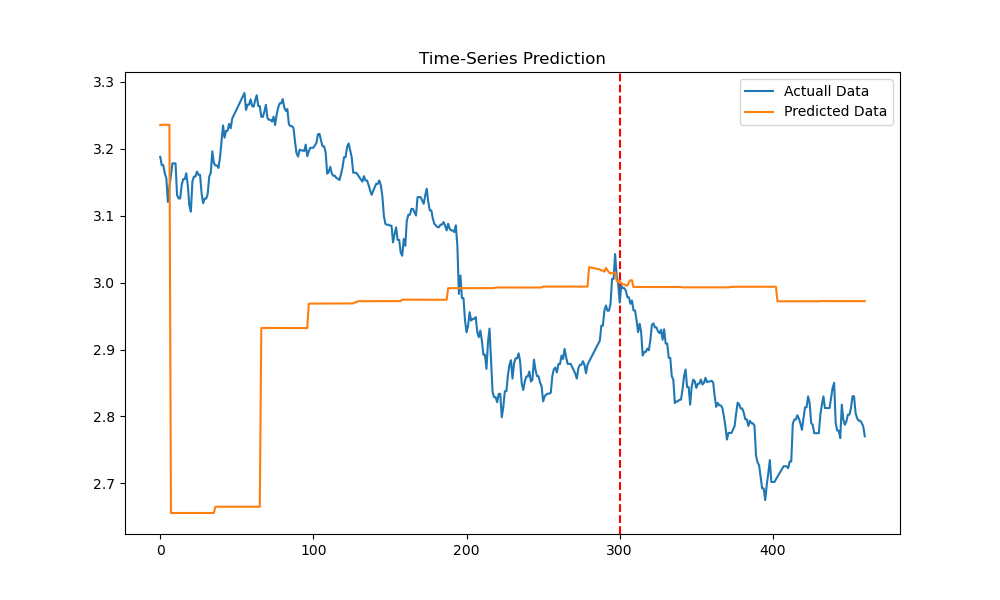 Time-Series Prediction
Actuall Data
Predicted Data
3.3
3.2
3.1
3.0
2.9
2.8
2.7
0 100 200 300 400